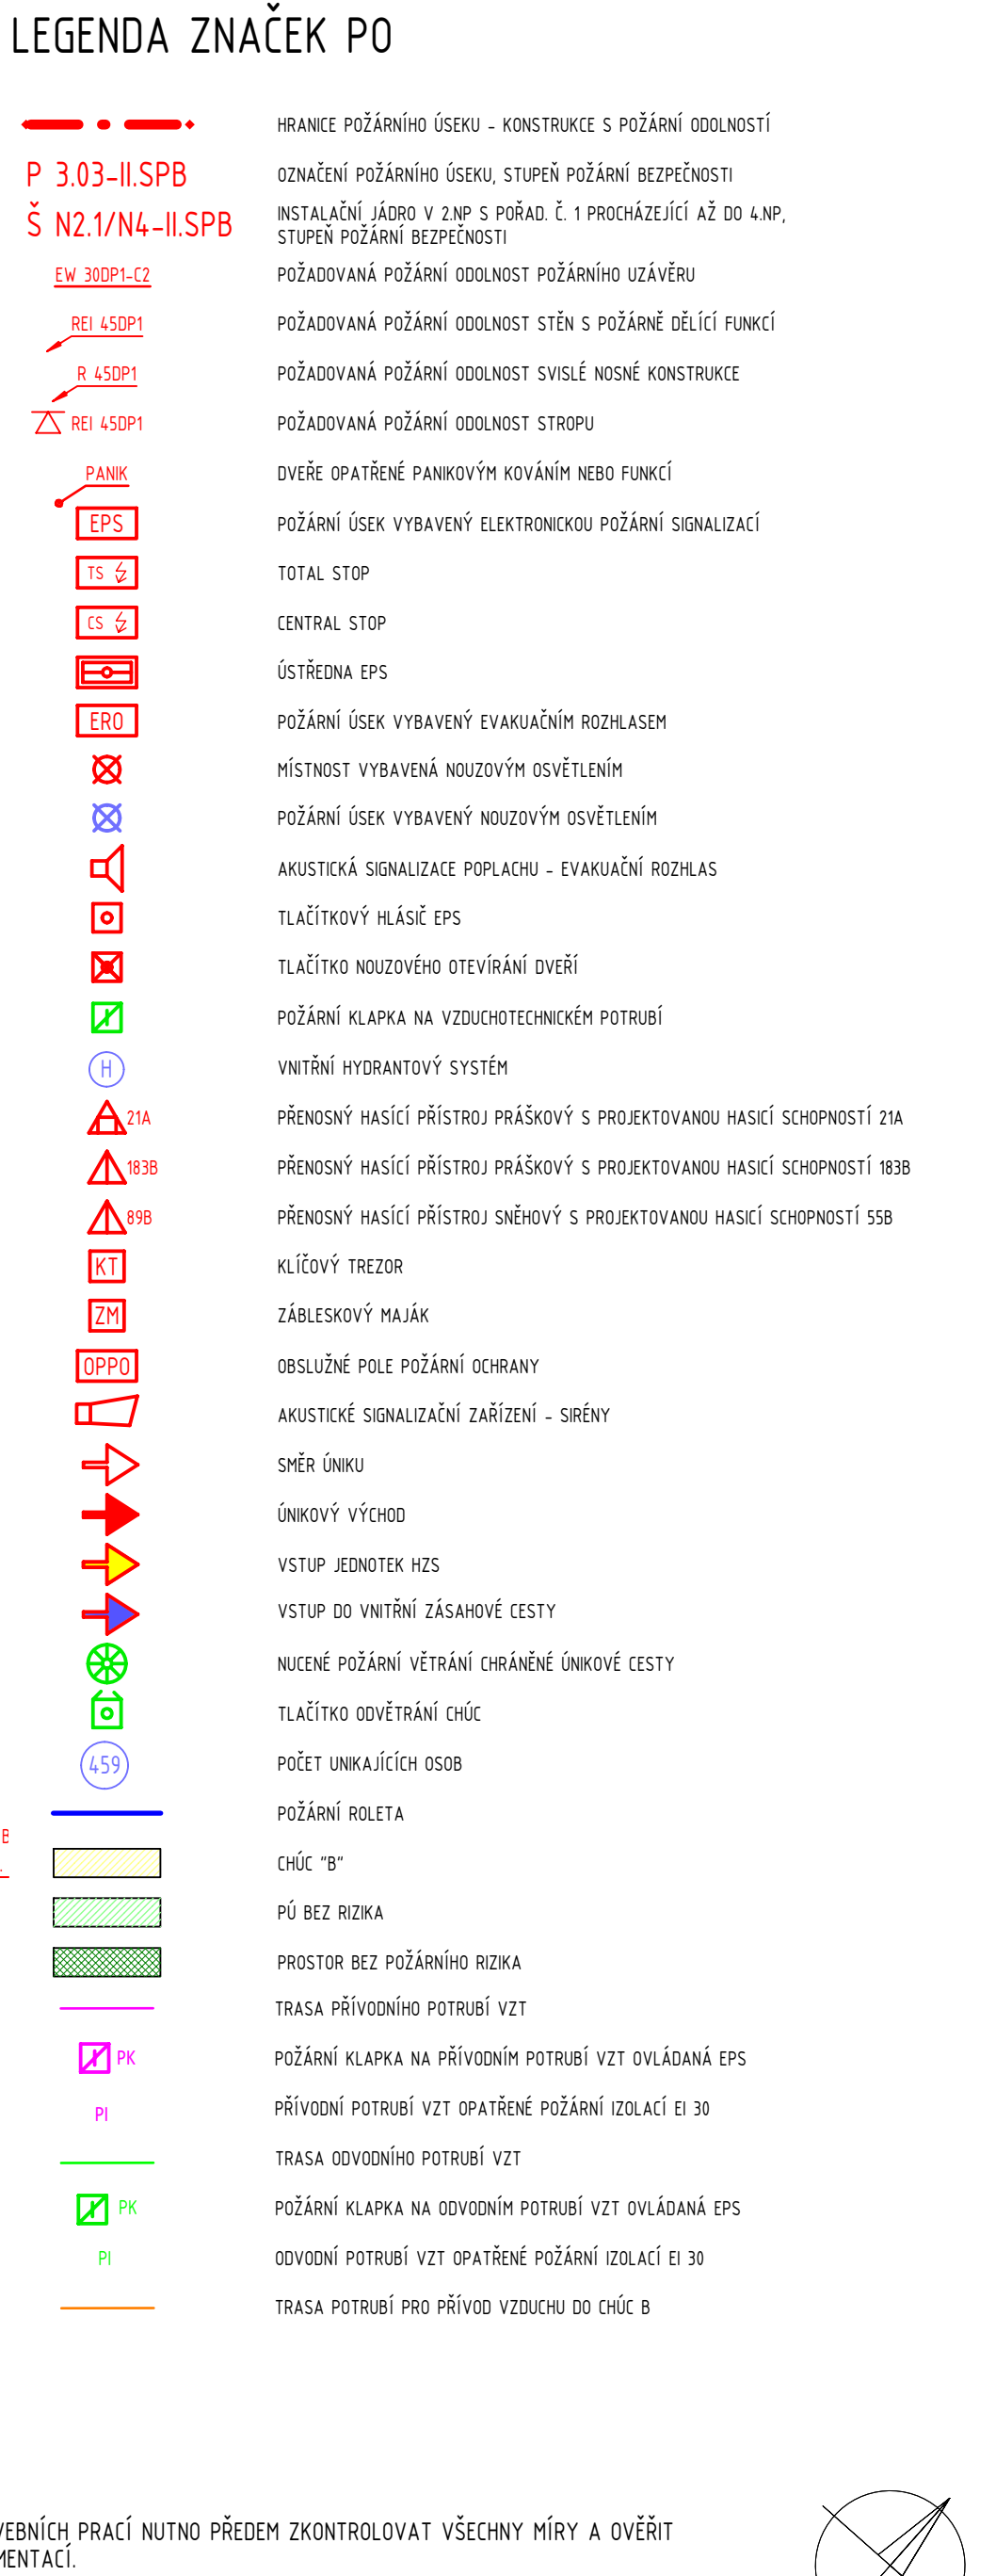 LEGENDA ZNAČEK PO
HRANICE POŽÁRNÍHO ÚSEKU - KONSTRUKCE S POŽÁRNÍ ODOLNOSTÍ
P 3.03-II.SPB OZNAČENÍ POŽÁRNÍHO ÚSEKU, STUPEŇ POŽÁRNÍ BEZPEČNOSTI
Š N2.1/N4-II.SPB INSTALAČNÍ JÁDRO V 2.NP S POŘAD. Č. 1 PROCHÁZEJÍCÍ AŽ DO 4.NP,
STUPEŇ POŽÁRNÍ BEZPEČNOSTI
EW 30DP1-C2 POŽADOVANÁ POŽÁRNÍ ODOLNOST POŽÁRNÍHO UZÁVĚRU
REI 45DP1 POŽADOVANÁ POŽÁRNÍ ODOLNOST STĚN S POŽÁRNĚ DĚLÍCÍ FUNKCÍ
R 45DP1 POŽADOVANÁ POŽÁRNÍ ODOLNOST SVISLÉ NOSNÉ KONSTRUKCE
REI 45DP1 POŽADOVANÁ POŽÁRNÍ ODOLNOST STROPU
PANIK DVEŘE OPATŘENÉ PANIKOVÝM KOVÁNÍM NEBO FUNKCÍ
EPS POŽÁRNÍ ÚSEK VYBAVENÝ ELEKTRONICKOU POŽÁRNÍ SIGNALIZACÍ
TS TOTAL STOP
CS CENTRAL STOP
ÚSTŘEDNA EPS
ERO POŽÁRNÍ ÚSEK VYBAVENÝ EVAKUAČNÍM ROZHLASEM
MÍSTNOST VYBAVENÁ NOUZOVÝM OSVĚTLENÍM
POŽÁRNÍ ÚSEK VYBAVENÝ NOUZOVÝM OSVĚTLENÍM
AKUSTICKÁ SIGNALIZACE POPLACHU - EVAKUAČNÍ ROZHLAS
TLAČÍTKOVÝ HLÁSIČ EPS
TLAČÍTKO NOUZOVÉHO OTEVÍRÁNÍ DVEŘÍ
POŽÁRNÍ KLAPKA NA VZDUCHOTECHNICKÉM POTRUBÍ
H VNITŘNÍ HYDRANTOVÝ SYSTÉM
21A PŘENOSNÝ HASÍCÍ PŘÍSTROJ PRÁŠKOVÝ S PROJEKTOVANOU HASICÍ SCHOPNOSTÍ 21A
183B PŘENOSNÝ HASÍCÍ PŘÍSTROJ PRÁŠKOVÝ S PROJEKTOVANOU HASICÍ SCHOPNOSTÍ 183B
89B PŘENOSNÝ HASÍCÍ PŘÍSTROJ SNĚHOVÝ S PROJEKTOVANOU HASICÍ SCHOPNOSTÍ 55B
KT KLÍČOVÝ TREZOR
ZM ZÁBLESKOVÝ MAJÁK
OPPO OBSLUŽNÉ POLE POŽÁRNÍ OCHRANY
AKUSTICKÉ SIGNALIZAČNÍ ZAŘÍZENÍ - SIRÉNY
SMĚR ÚNIKU
ÚNIKOVÝ VÝCHOD
VSTUP JEDNOTEK HZS
VSTUP DO VNITŘNÍ ZÁSAHOVÉ CESTY
NUCENÉ POŽÁRNÍ VĚTRÁNÍ CHRÁNĚNÉ ÚNIKOVÉ CESTY
TLAČÍTKO ODVĚTRÁNÍ CHÚC
459 POČET UNIKAJÍCÍCH OSOB
POŽÁRNÍ ROLETA
B
CHÚC "B"
PÚ BEZ RIZIKA
PROSTOR BEZ POŽÁRNÍHO RIZIKA
TRASA PŘÍVODNÍHO POTRUBÍ VZT
PK POŽÁRNÍ KLAPKA NA PŘÍVODNÍM POTRUBÍ VZT OVLÁDANÁ EPS
PI PŘÍVODNÍ POTRUBÍ VZT OPATŘENÉ POŽÁRNÍ IZOLACÍ EI 30
TRASA ODVODNÍHO POTRUBÍ VZT
PK POŽÁRNÍ KLAPKA NA ODVODNÍM POTRUBÍ VZT OVLÁDANÁ EPS
PI ODVODNÍ POTRUBÍ VZT OPATŘENÉ POŽÁRNÍ IZOLACÍ EI 30
TRASA POTRUBÍ PRO PŘÍVOD VZDUCHU DO CHÚC B
VEBNÍCH PRACÍ NUTNO PŘEDEM ZKONTROLOVAT VŠECHNY MÍRY A OVĚŘIT
MENTACÍ.